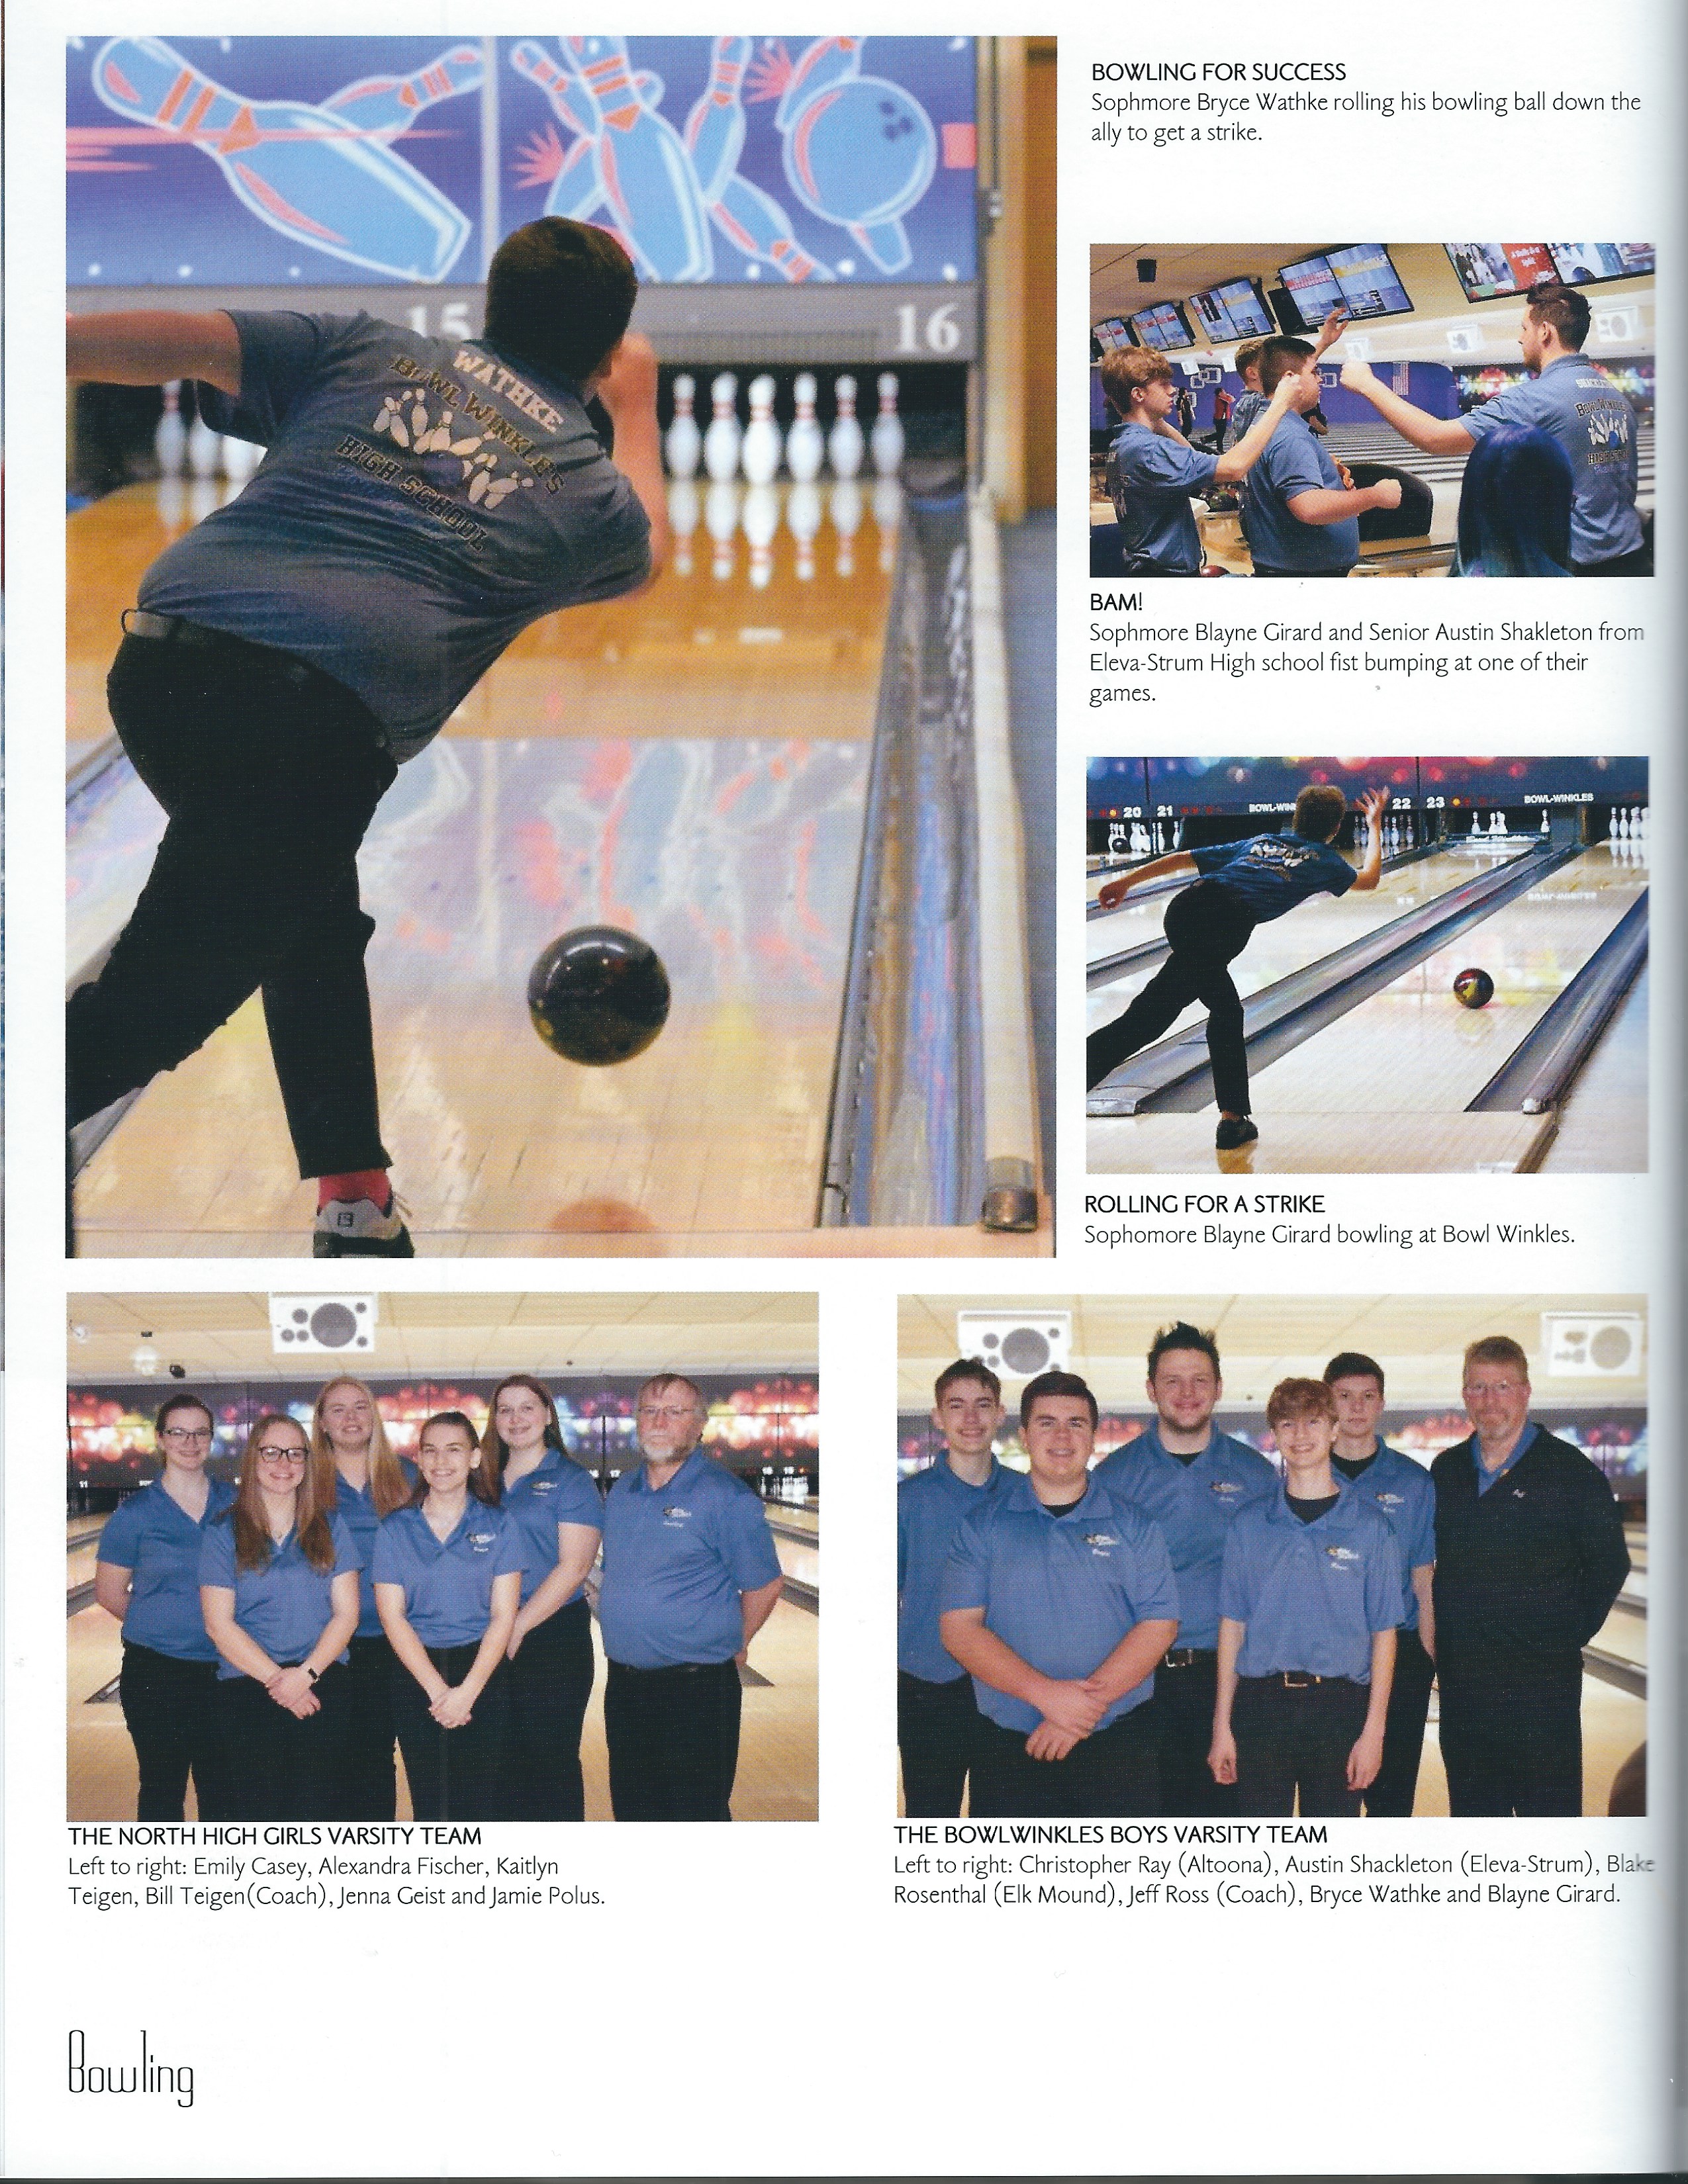 BOWLING FOR SUCCESS
Sophmore Bryce Wathke rolling his bowling ball down the
ally to get a strike.
15
16
WATHKE
BOWL WINKLE'S
HIGH SCHOOL
BAM!
Sophmore Blayne Girard and Senior Austin Shakleton from
Eleva-Strum High school fist bumping at one of their
games.
20 21 BOWL-WIN 22 23 BOWL-WINKLES
ROLLING FOR A STRIKE
Sophomore Blayne Girard bowling at Bowl Winkles.
THE NORTH HIGH GIRLS VARSITY TEAM
Left to right: Emily Casey, Alexandra Fischer, Kaitlyn
Teigen, Bill Teigen(Coach), Jenna Geist and Jamie Polus.
THE BOWLWINKLES BOYS VARSITY TEAM
Left to right: Christopher Ray (Altoona), Austin Shackleton (Eleva-Strum), Blake
Rosenthal (Elk Mound), Jeff Ross (Coach), Bryce Wathke and Blayne Girard.
Bowling